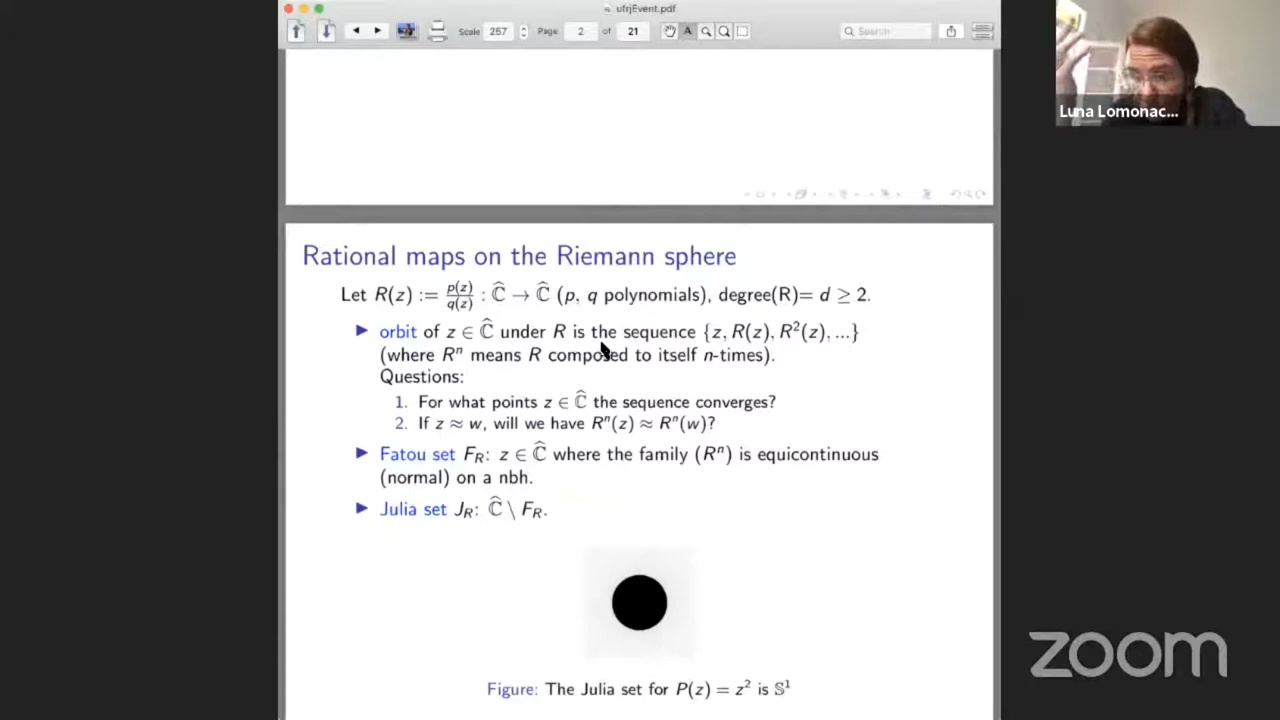 ufrjEvent.pdf
Scale 257 Page 2 of 21 A Search
Luna Lomonac...
Rational maps on the Riemann sphere
Let R(z) := p(z)/q(z) : Ĉ → Ĉ (p, q polynomials), degree(R)= d ≥ 2.
▶ orbit of z ∈ Ĉ under R is the sequence {z, R(z), R²(z), ...}
(where Rⁿ means R composed to itself n-times).
Questions:
1. For what points z ∈ Ĉ the sequence converges?
2. If z ≈ w, will we have Rⁿ(z) ≈ Rⁿ(w)?
▶ Fatou set F_R: z ∈ Ĉ where the family (Rⁿ) is equicontinuous
(normal) on a nbh.
▶ Julia set J_R: Ĉ \ F_R.
Figure: The Julia set for P(z) = z² is 𝕊¹
zoom